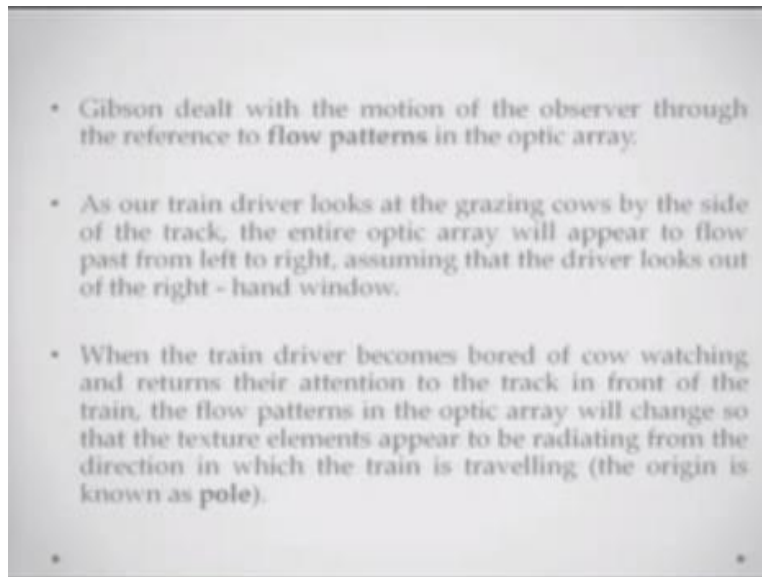 • Gibson dealt with the motion of the observer through
the reference to flow patterns in the optic array.
• As our train driver looks at the grazing cows by the side
of the track, the entire optic array will appear to flow
past from left to right, assuming that the driver looks out
of the right - hand window.
• When the train driver becomes bored of cow watching
and returns their attention to the track in front of the
train, the flow patterns in the optic array will change so
that the texture elements appear to be radiating from the
direction in which the train is travelling (the origin is
known as pole).